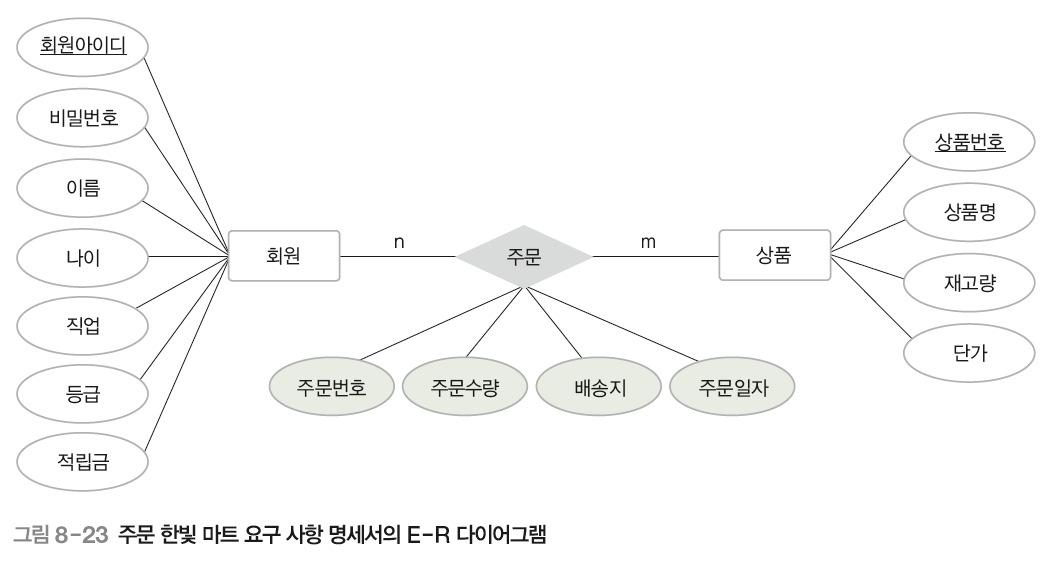 회원아이디
비밀번호
이름
나이
직업
등급
적립금
회원
n
주문
m
상품
상품번호
상품명
재고량
단가
주문번호
주문수량
배송지
주문일자
그림 8-23 주문 한빛 마트 요구 사항 명세서의 E-R 다이어그램